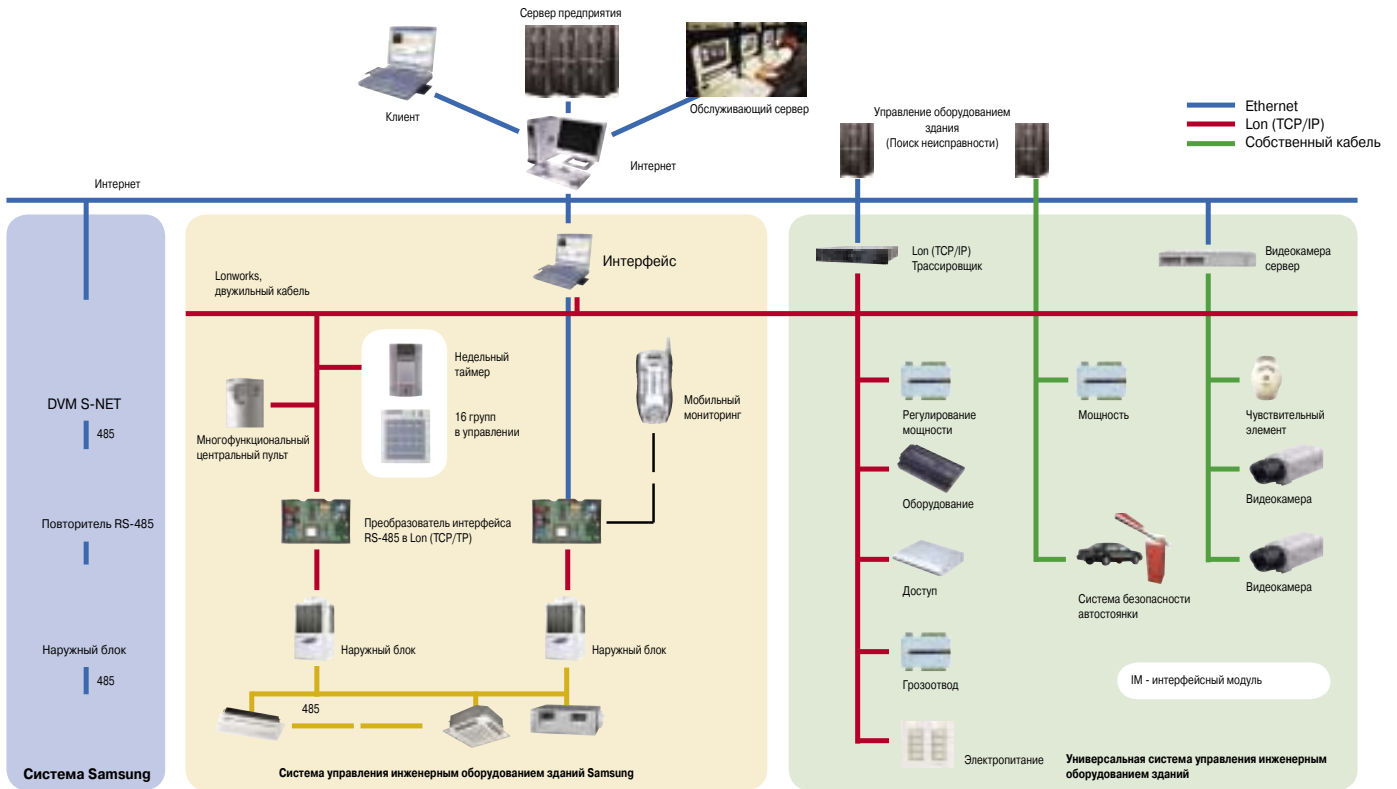 Сервер предприятия
Клиент
Обслуживающий сервер
Интернет
Управление оборудованием
здания
(Поиск неисправности)
Ethernet
Lon (TCP/IP)
Собственный кабель
Интернет
DVM S-NET
485
Повторитель RS-485
Наружный блок
485
Система Samsung
Lonworks,
двужильный кабель
Интерфейс
Недельный
таймер
16 групп
в управлении
Многофункциональный
центральный пульт
Мобильный
мониторинг
Преобразователь интерфейса
RS-485 в Lon (TCP/TP)
Наружный блок
Наружный блок
485
Система управления инженерным оборудованием зданий Samsung
Lon (TCP/IP)
Трассировщик
Видеокамера
сервер
Регулирование
мощности
Мощность
Чувствительный
элемент
Оборудование
Видеокамера
Доступ
Система безопасности
автостоянки
Видеокамера
Грозоотвод
IM - интерфейсный модуль
Электропитание
Универсальная система управления инженерным
оборудованием зданий